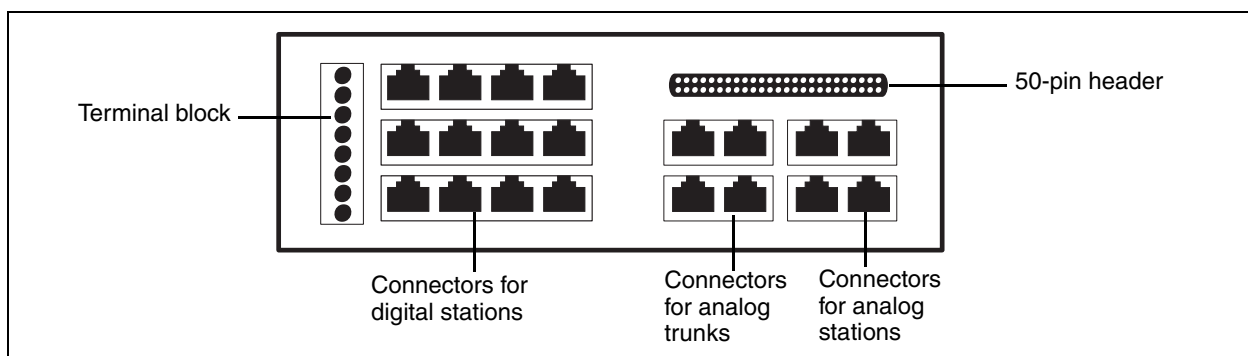 50-pin header
Terminal block
Connectors for
digital stations
Connectors
for analog
trunks
Connectors
for analog
stations